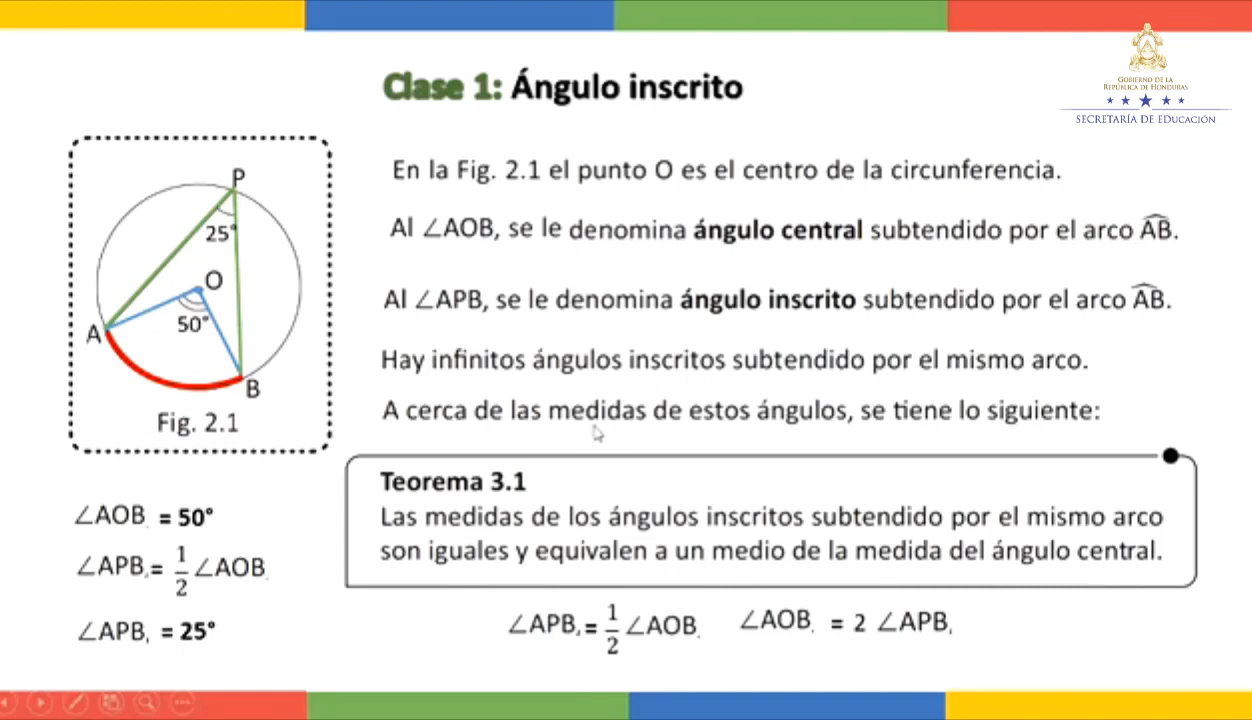 Clase 1: Ángulo inscrito
GOBIERNO DE LA
REPÚBLICA DE HONDURAS
SECRETARÍA DE EDUCACIÓN
P
25°
O
50°
A
B
Fig. 2.1
En la Fig. 2.1 el punto O es el centro de la circunferencia.
Al ∠AOB, se le denomina ángulo central subtendido por el arco A͡B.
Al ∠APB, se le denomina ángulo inscrito subtendido por el arco A͡B.
Hay infinitos ángulos inscritos subtendido por el mismo arco.
A cerca de las medidas de estos ángulos, se tiene lo siguiente:
Teorema 3.1
Las medidas de los ángulos inscritos subtendido por el mismo arco
son iguales y equivalen a un medio de la medida del ángulo central.
∠AOB = 50°
∠APB = 1/2 ∠AOB
∠APB = 25°
∠APB = 1/2 ∠AOB ∠AOB = 2 ∠APB